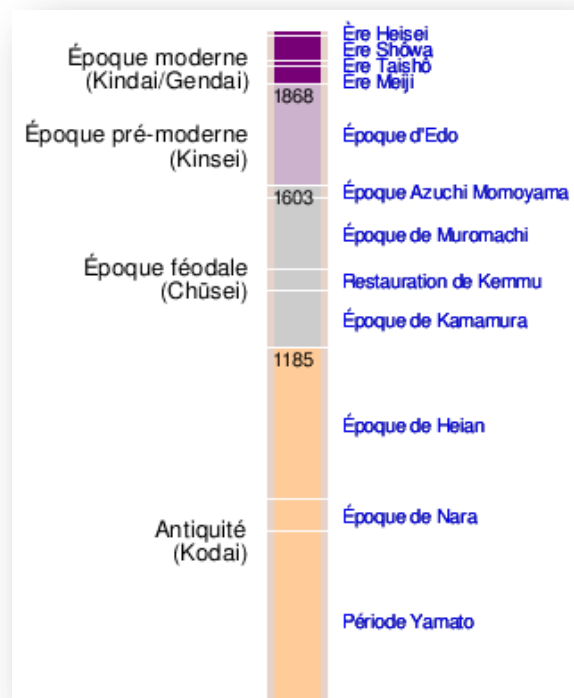 Ère Heisei
Ère Shôwa
Ère Taishô
Ère Meiji
Époque moderne
(Kindai/Gendai)
1868
Époque pré-moderne
(Kinsei)
Époque d'Edo
Époque Azuchi Momoyama
1603
Époque de Muromachi
Époque féodale
(Chūsei)
Restauration de Kemmu
Époque de Kamamura
1185
Époque de Heian
Époque de Nara
Antiquité
(Kodai)
Période Yamato